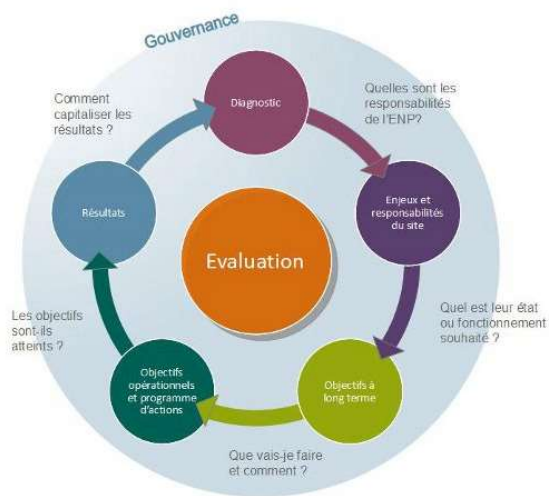 Gouvernance
Diagnostic
Quelles sont les
responsabilités
de l'ENP?
Enjeux et
responsabilités
du site
Quel est leur état
ou fonctionnement
souhaité ?
Objectifs à
long terme
Que vais-je faire
et comment ?
Objectifs
opérationnels
et programme
d'actions
Les objectifs
sont-ils
atteints ?
Résultats
Comment
capitaliser les
résultats ?
Evaluation